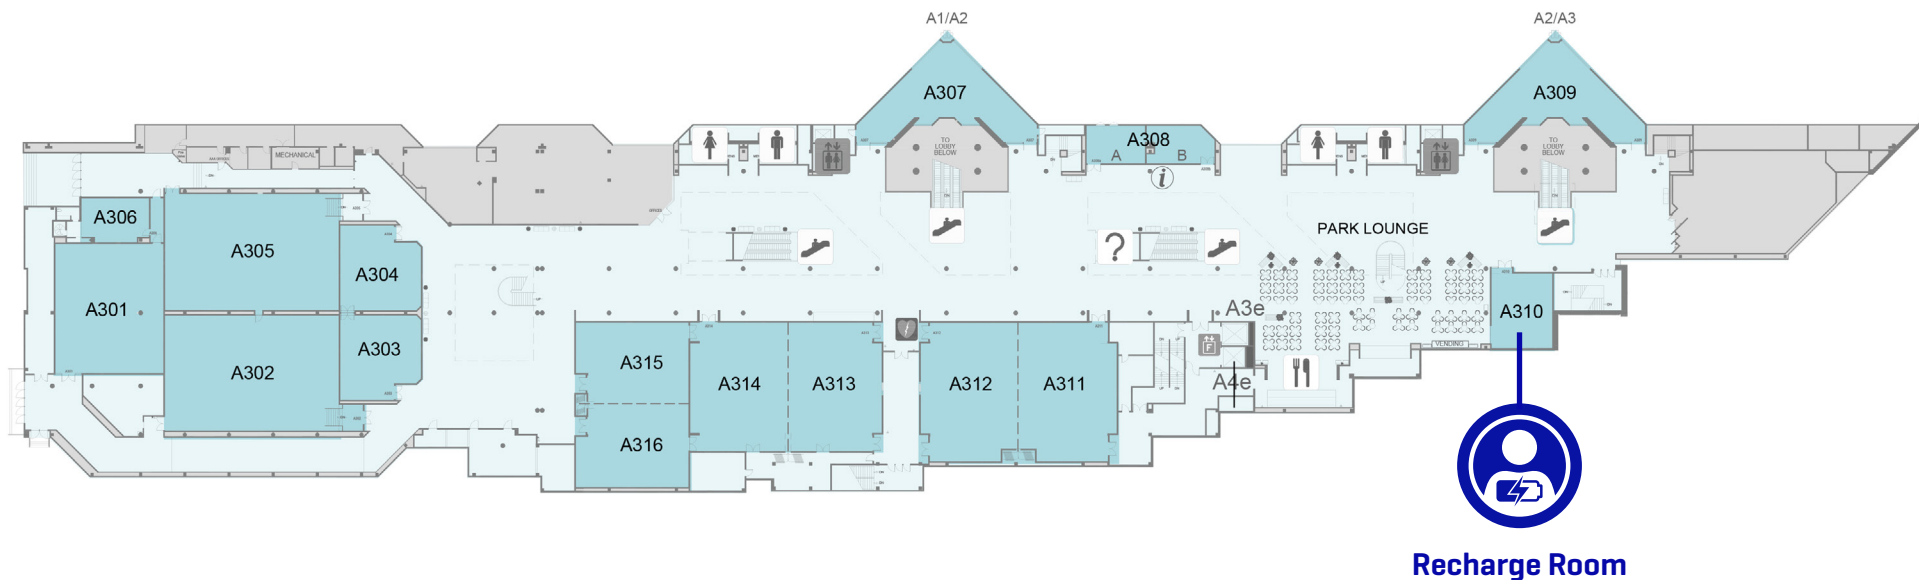 A1/A2
A2/A3
A307
A309
A308
A
B
TO
LOBBY
BELOW
TO
LOBBY
BELOW
MECHANICAL
i
A306
A305
A304
A301
A303
A302
PARK LOUNGE
?
A3e
A310
F
VENDING
A315
A314
A313
A312
A311
A4e
A316
Recharge Room